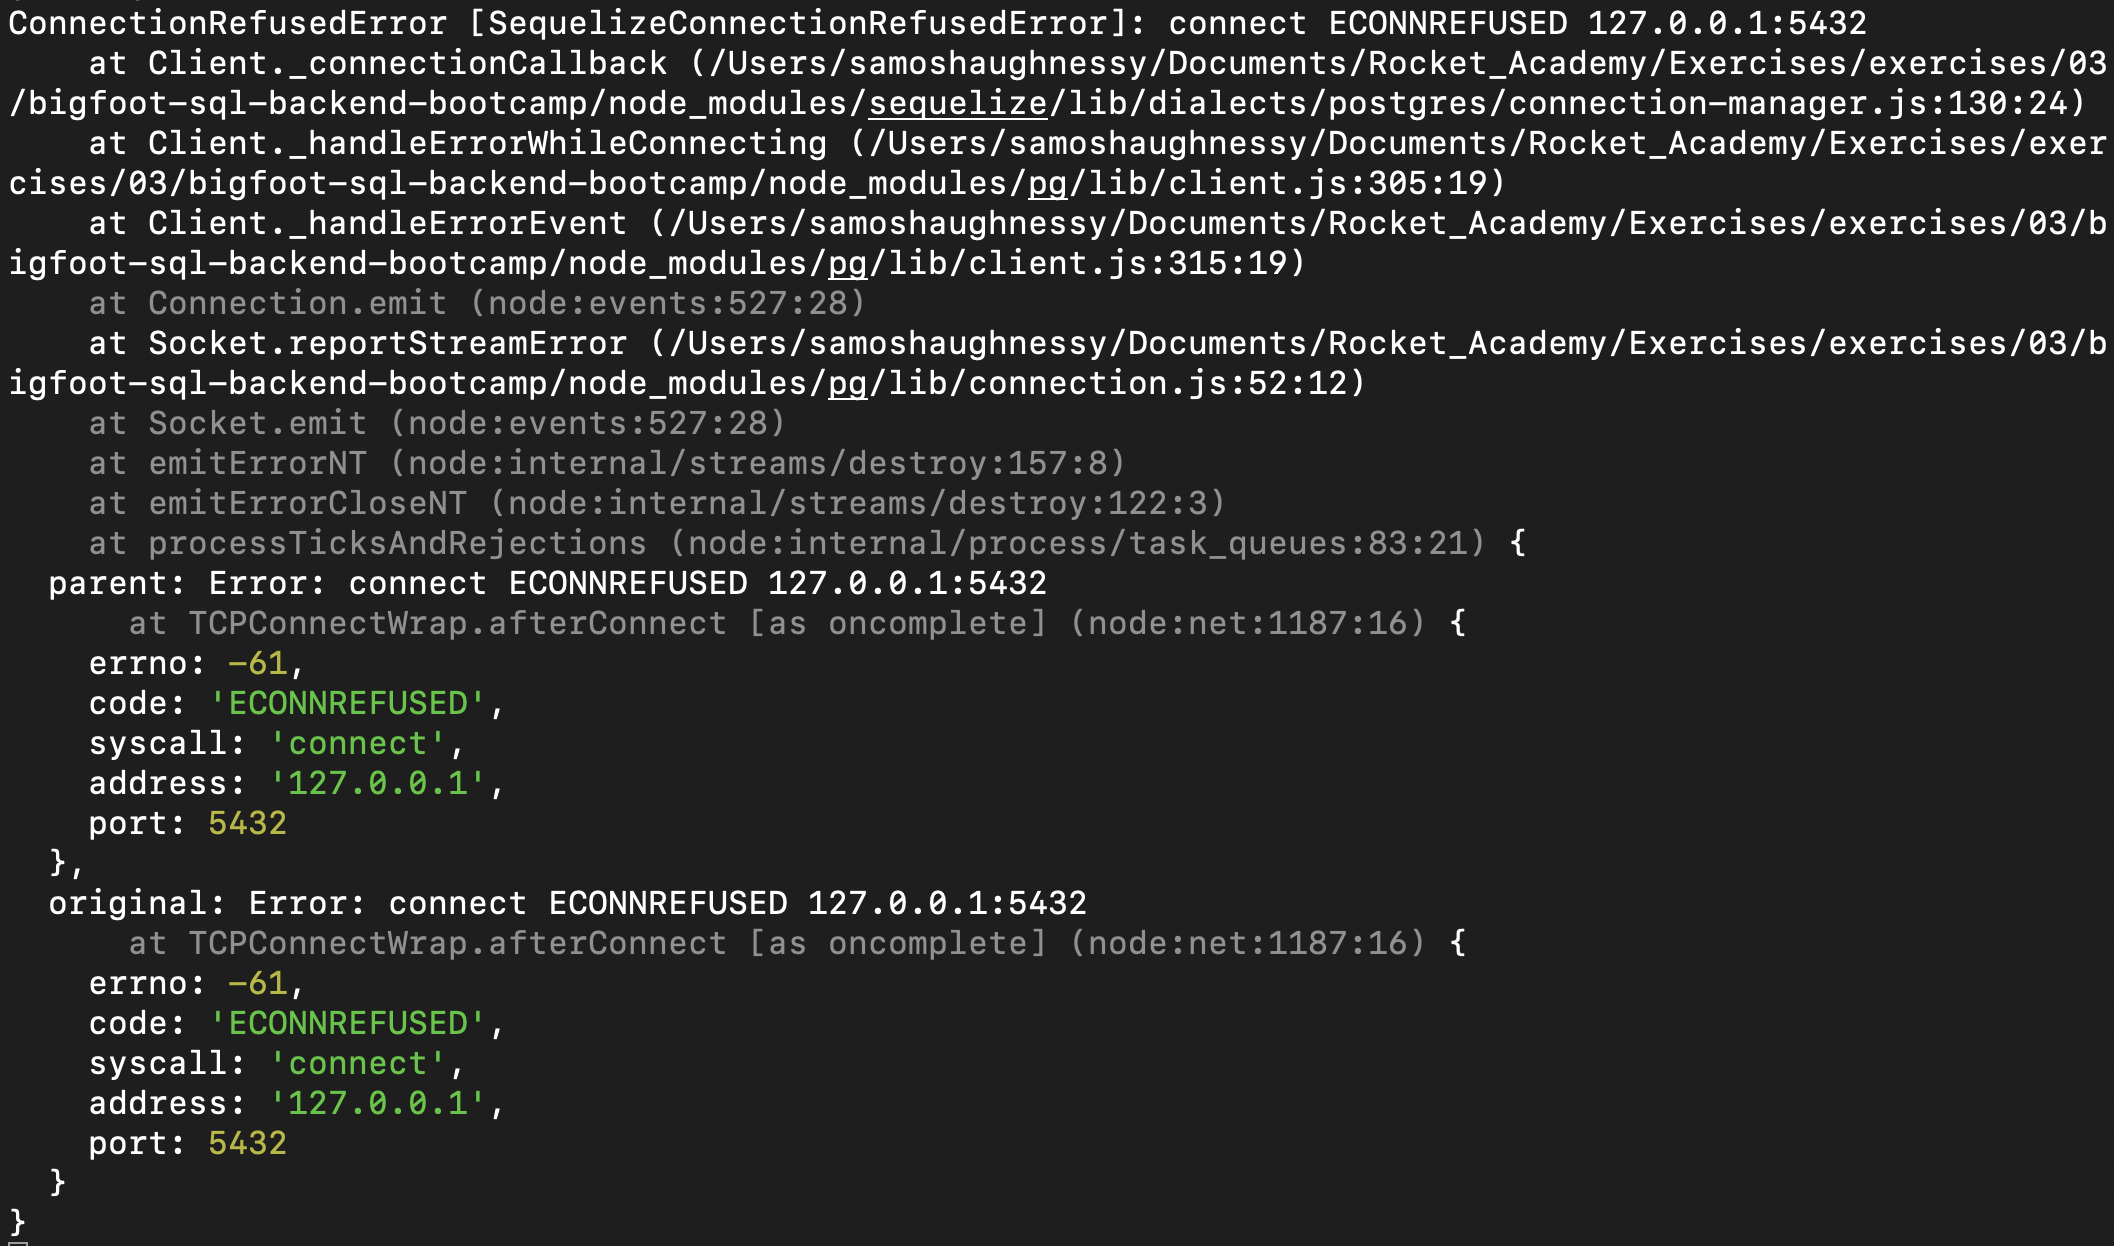 ConnectionRefusedError [SequelizeConnectionRefusedError]: connect ECONNREFUSED 127.0.0.1:5432
    at Client._connectionCallback (/Users/samoshaughnessy/Documents/Rocket_Academy/Exercises/exercises/03
/bigfoot-sql-backend-bootcamp/node_modules/sequelize/lib/dialects/postgres/connection-manager.js:130:24)
    at Client._handleErrorWhileConnecting (/Users/samoshaughnessy/Documents/Rocket_Academy/Exercises/exer
cises/03/bigfoot-sql-backend-bootcamp/node_modules/pg/lib/client.js:305:19)
    at Client._handleErrorEvent (/Users/samoshaughnessy/Documents/Rocket_Academy/Exercises/exercises/03/b
igfoot-sql-backend-bootcamp/node_modules/pg/lib/client.js:315:19)
    at Connection.emit (node:events:527:28)
    at Socket.reportStreamError (/Users/samoshaughnessy/Documents/Rocket_Academy/Exercises/exercises/03/b
igfoot-sql-backend-bootcamp/node_modules/pg/lib/connection.js:52:12)
    at Socket.emit (node:events:527:28)
    at emitErrorNT (node:internal/streams/destroy:157:8)
    at emitErrorCloseNT (node:internal/streams/destroy:122:3)
    at processTicksAndRejections (node:internal/process/task_queues:83:21) {
  parent: Error: connect ECONNREFUSED 127.0.0.1:5432
      at TCPConnectWrap.afterConnect [as oncomplete] (node:net:1187:16) {
    errno: -61,
    code: 'ECONNREFUSED',
    syscall: 'connect',
    address: '127.0.0.1',
    port: 5432
  },
  original: Error: connect ECONNREFUSED 127.0.0.1:5432
      at TCPConnectWrap.afterConnect [as oncomplete] (node:net:1187:16) {
    errno: -61,
    code: 'ECONNREFUSED',
    syscall: 'connect',
    address: '127.0.0.1',
    port: 5432
  }
}